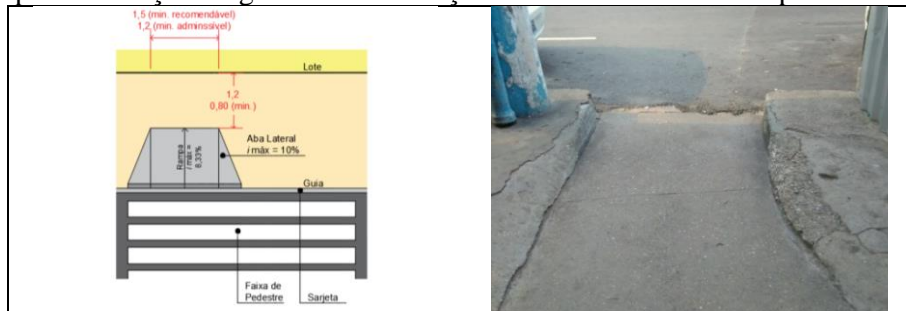 1,5 (min. recomendável)
1,2 (min. adminssível)
Lote
1,2
0,80 (min.)
Rampa
i máx =
8,33%
Aba Lateral
i máx = 10%
Guia
Faixa de
Pedestre
Sarjeta